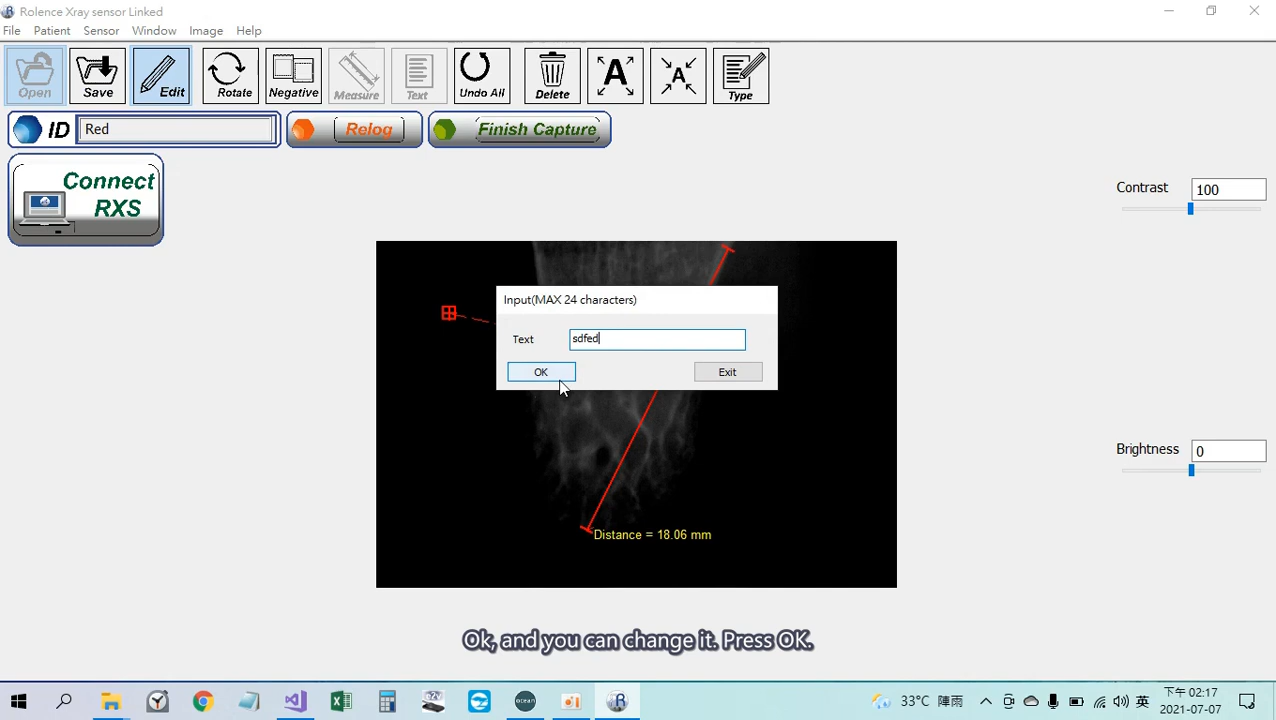 Rolence Xray sensor Linked
File Patient Sensor Window Image Help
Open Save Edit Rotate Negative Measure Text Undo All Delete A A Type
ID Red Relog Finish Capture
Connect
RXS
Contrast 100
Input(MAX 24 characters)
Text sdfed
OK Exit
Brightness 0
Distance = 18.06 mm
Ok, and you can change it. Press OK.
33°C 陣雨 英 下午 02:17
2021-07-07